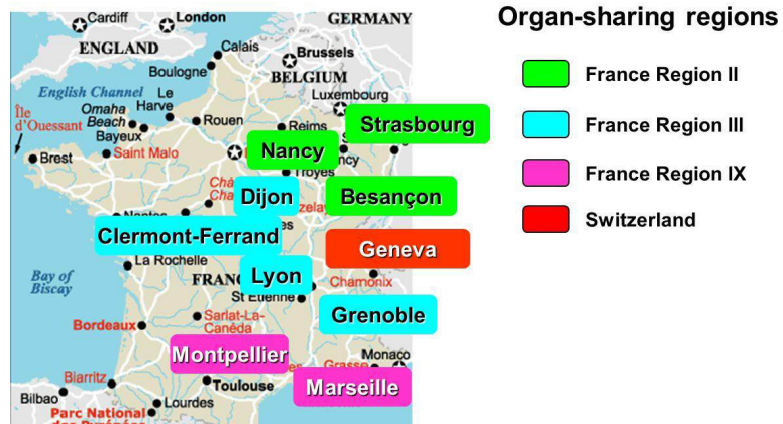 Organ-sharing regions
France Region II
France Region III
France Region IX
Switzerland
Cardiff
London
GERMANY
ENGLAND
Calais
Brussels
Boulogne
BELGIUM
English Channel
Le
Harve
Luxembourg
Île
d'Ouessant
Omaha
Beach
Bayeux
Rouen
Reims
Strasbourg
Nancy
Brest
Saint Malo
Troyes
Dijon
Besançon
Clermont-Ferrand
Geneva
La Rochelle
Lyon
Chamonix
Bay of
Biscay
St Etienne
Grenoble
Bordeaux
Sarlat-La-
Canéda
Montpellier
Monaco
Biarritz
Toulouse
Marseille
Bilbao
Lourdes
Parc National